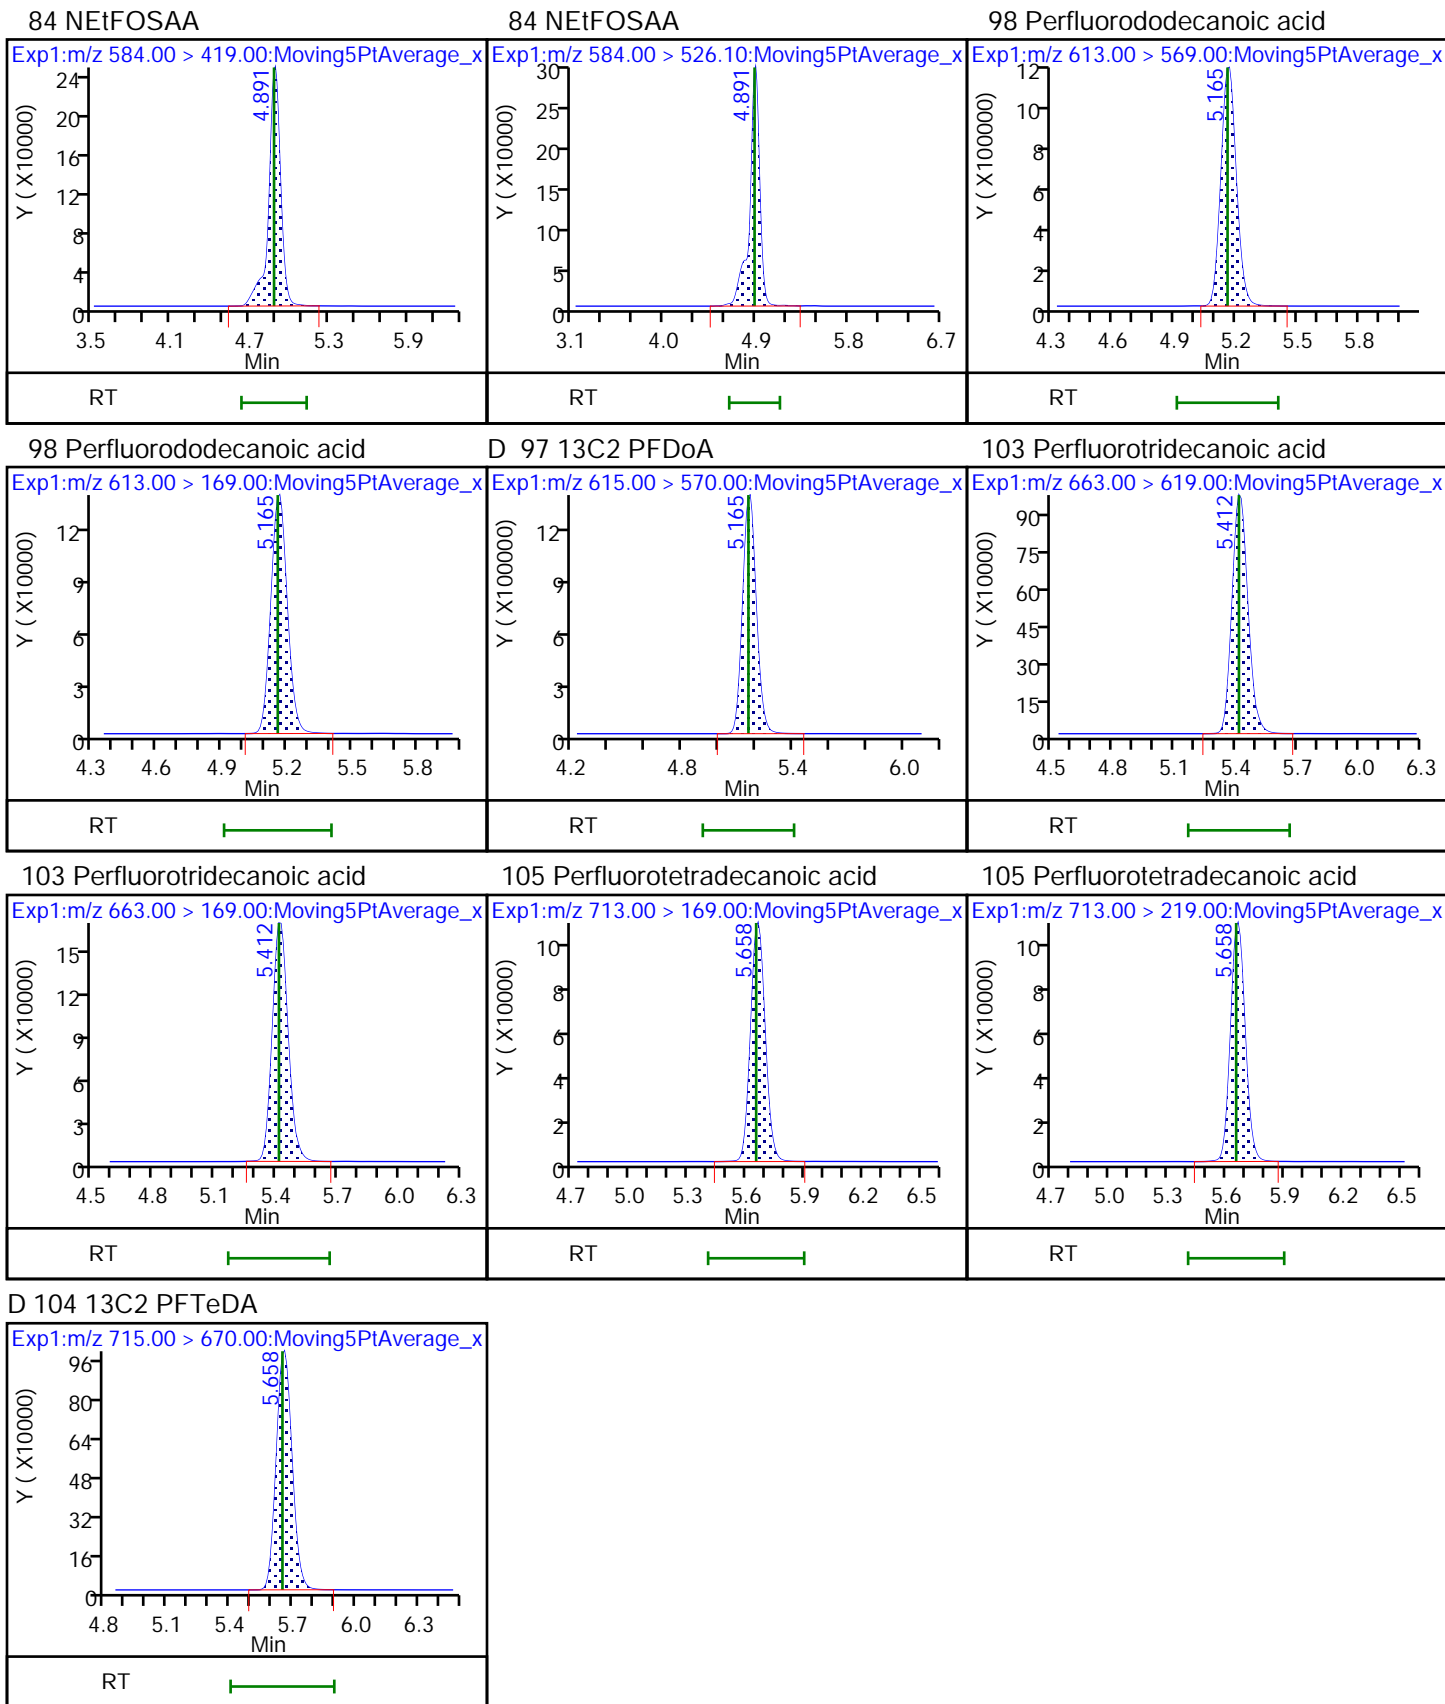 84 NEtFOSAA
Exp1:m/z 584.00 > 419.00:Moving5PtAverage_x
Y ( X10000)
24
20
16
12
8
4
0
4.891
3.5 4.1 4.7 5.3 5.9
Min
RT
84 NEtFOSAA
Exp1:m/z 584.00 > 526.10:Moving5PtAverage_x
Y ( X10000)
30
25
20
15
10
5
0
4.891
3.1 4.0 4.9 5.8 6.7
Min
RT
98 Perfluorododecanoic acid
Exp1:m/z 613.00 > 569.00:Moving5PtAverage_x
Y ( X100000)
12
10
8
6
4
2
0
5.165
4.3 4.6 4.9 5.2 5.5 5.8
Min
RT
98 Perfluorododecanoic acid
Exp1:m/z 613.00 > 169.00:Moving5PtAverage_x
Y ( X10000)
12
9
6
3
0
5.165
4.3 4.6 4.9 5.2 5.5 5.8
Min
RT
D 97 13C2 PFDoA
Exp1:m/z 615.00 > 570.00:Moving5PtAverage_x
Y ( X100000)
12
9
6
3
0
5.165
4.2 4.8 5.4 6.0
Min
RT
103 Perfluorotridecanoic acid
Exp1:m/z 663.00 > 619.00:Moving5PtAverage_x
Y ( X10000)
90
75
60
45
30
15
0
5.412
4.5 4.8 5.1 5.4 5.7 6.0 6.3
Min
RT
103 Perfluorotridecanoic acid
Exp1:m/z 663.00 > 169.00:Moving5PtAverage_x
Y ( X10000)
15
12
9
6
3
0
5.412
4.5 4.8 5.1 5.4 5.7 6.0 6.3
Min
RT
105 Perfluorotetradecanoic acid
Exp1:m/z 713.00 > 169.00:Moving5PtAverage_x
Y ( X10000)
10
8
6
4
2
0
5.658
4.7 5.0 5.3 5.6 5.9 6.2 6.5
Min
RT
105 Perfluorotetradecanoic acid
Exp1:m/z 713.00 > 219.00:Moving5PtAverage_x
Y ( X10000)
10
8
6
4
2
0
5.658
4.7 5.0 5.3 5.6 5.9 6.2 6.5
Min
RT
D 104 13C2 PFTeDA
Exp1:m/z 715.00 > 670.00:Moving5PtAverage_x
Y ( X10000)
96
80
64
48
32
16
0
5.658
4.8 5.1 5.4 5.7 6.0 6.3
Min
RT